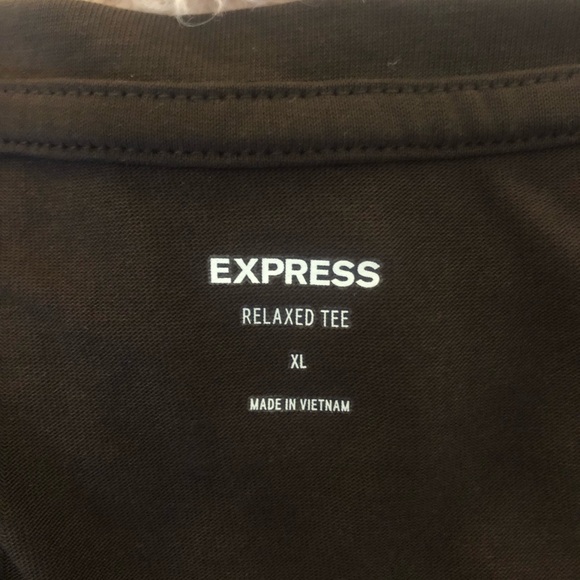 EXPRESS
RELAXED TEE
XL
MADE IN VIETNAM